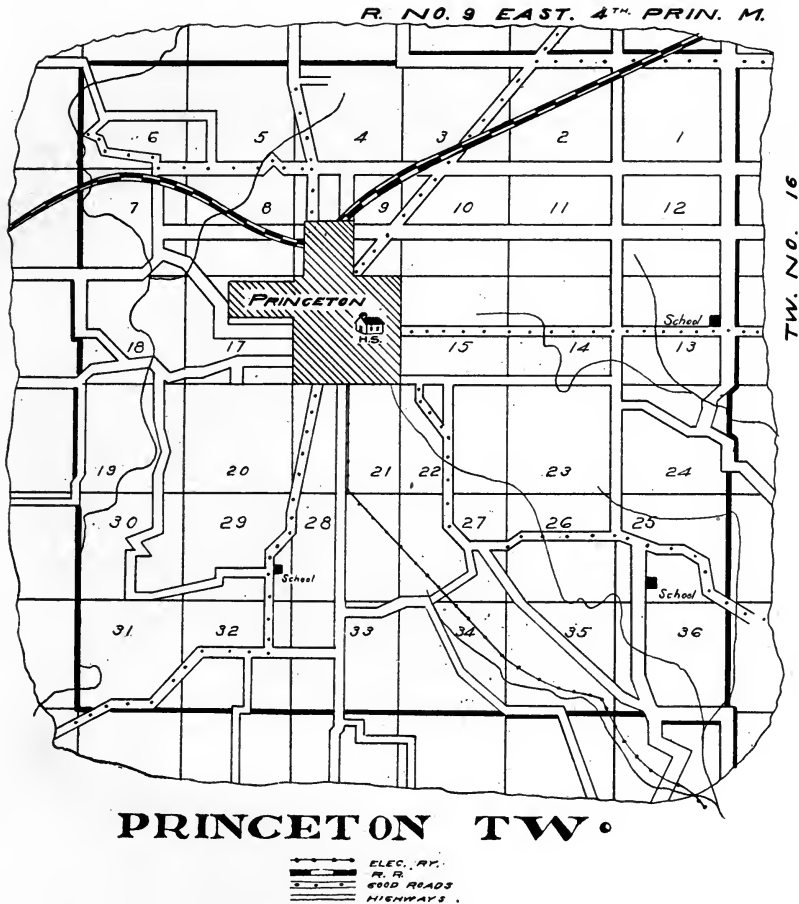 R. NO. 9 EAST. 4TH. PRIN. M.
TW. NO. 16
6 5 4 3 2 1
7 8 9 10 11 12
PRINCETON
H.S.
School
18 17 15 14 13
19 20 21 22 23 24
30 29 28 27 26 25
School
School
31 32 33 34 35 36
PRINCETON TW.
ELEC. RY.
R. R.
GOOD ROADS
HIGHWAYS.